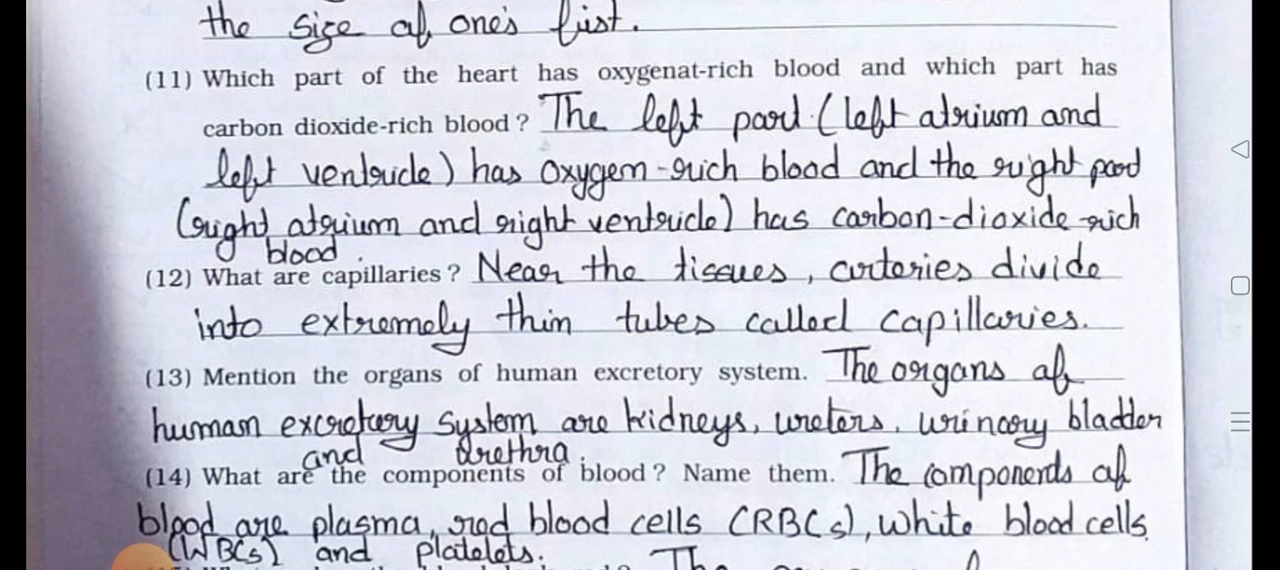 the size of one's fist.
(11) Which part of the heart has oxygenat-rich blood and which part has
carbon dioxide-rich blood? The left part (left atrium and
left ventricle) has oxygen-rich blood and the right part
(right atrium and right ventricle) has carbon-dioxide-rich
blood.
(12) What are capillaries? Near the tissues, arteries divide
into extremely thin tubes called capillaries.
(13) Mention the organs of human excretory system. The organs of
human excretory system are kidneys, ureters, urinary bladder
and urethra.
(14) What are the components of blood? Name them. The components of
blood are plasma, red blood cells (RBCs), White blood cells
(WBCs) and platelets.
The